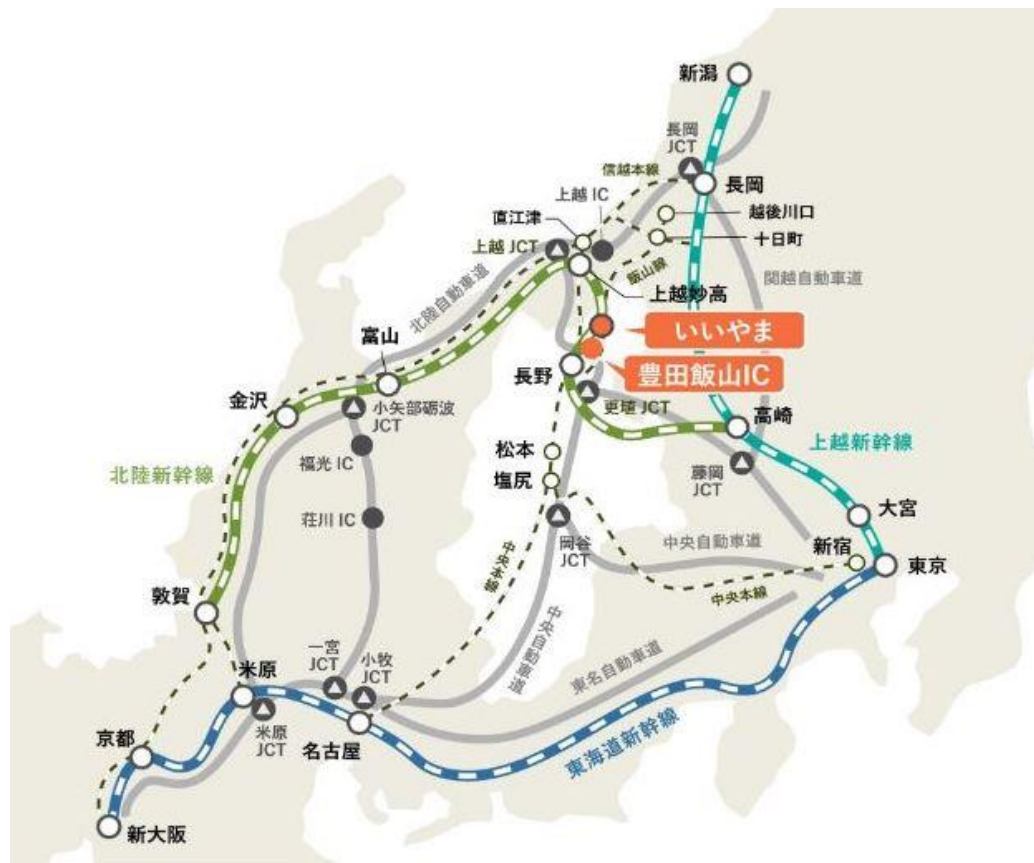 新潟
長岡
JCT
信越本線
長岡
上越 IC
直江津
越後川口
十日町
上越 JCT
飯山線
関越自動車道
上越妙高
北陸自動車道
いいやま
富山
豊田飯山IC
長野
金沢
小矢部砺波
JCT
更埴 JCT
高崎
上越新幹線
北陸新幹線
福光 IC
松本
塩尻
藤岡
JCT
荘川 IC
大宮
岡谷
JCT
中央自動車道
新宿
東京
中央本線
中央本線
敦賀
中央自動車道
一宮
JCT
小牧
JCT
東名自動車道
米原
米原
JCT
名古屋
東海道新幹線
京都
新大阪